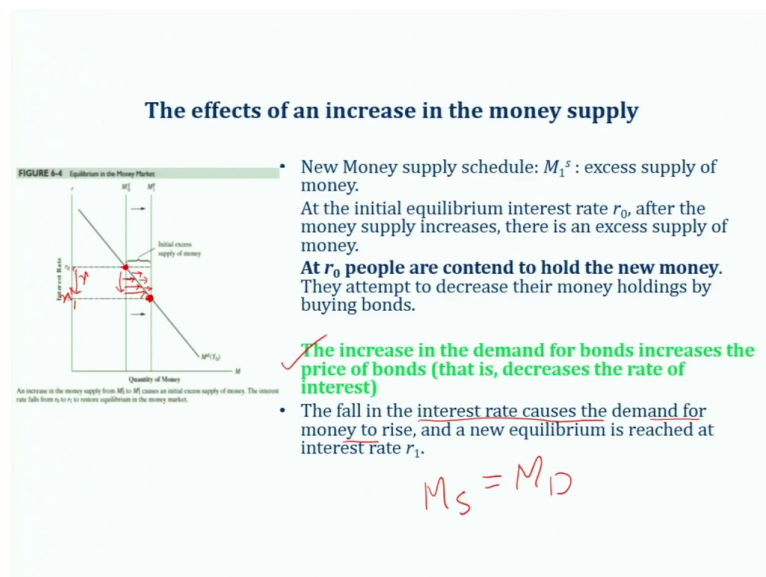 The effects of an increase in the money supply
FIGURE 6-4 Equilibrium in the Money Market
r
M₀ˢ M₁ˢ
Initial excess
supply of money
Interest Rate
r₀
r
r₁
Mᵈ(Y₀)
M
Quantity of Money
An increase in the money supply from M₀ˢ to M₁ˢ causes an initial excess supply of money. The interest
rate falls from r₀ to r₁ to restore equilibrium in the money market.
• New Money supply schedule: M₁ˢ : excess supply of
money.
At the initial equilibrium interest rate r₀, after the
money supply increases, there is an excess supply of
money.
At r₀ people are contend to hold the new money.
They attempt to decrease their money holdings by
buying bonds.
The increase in the demand for bonds increases the
price of bonds (that is, decreases the rate of
interest)
• The fall in the interest rate causes the demand for
money to rise, and a new equilibrium is reached at
interest rate r₁.
M_S = M_D